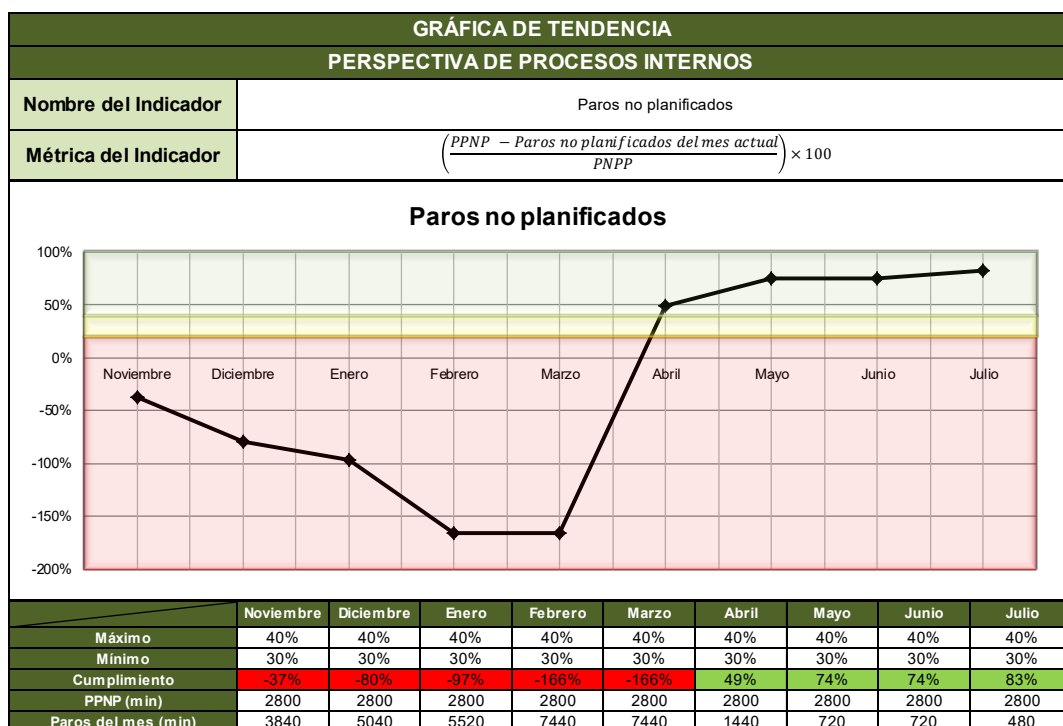 GRÁFICA DE TENDENCIA
PERSPECTIVA DE PROCESOS INTERNOS
Nombre del Indicador Paros no planificados
Métrica del Indicador (PPNP − Paros no planificados del mes actual / PNPP) × 100
Paros no planificados
100%
50%
0%
Noviembre Diciembre Enero Febrero Marzo Abril Mayo Junio Julio
-50%
-100%
-150%
-200%
Noviembre Diciembre Enero Febrero Marzo Abril Mayo Junio Julio
Máximo 40% 40% 40% 40% 40% 40% 40% 40% 40%
Mínimo 30% 30% 30% 30% 30% 30% 30% 30% 30%
Cumplimiento -37% -80% -97% -166% -166% 49% 74% 74% 83%
PPNP (min) 2800 2800 2800 2800 2800 2800 2800 2800 2800
Paros del mes (min) 3840 5040 5520 7440 7440 1440 720 720 480